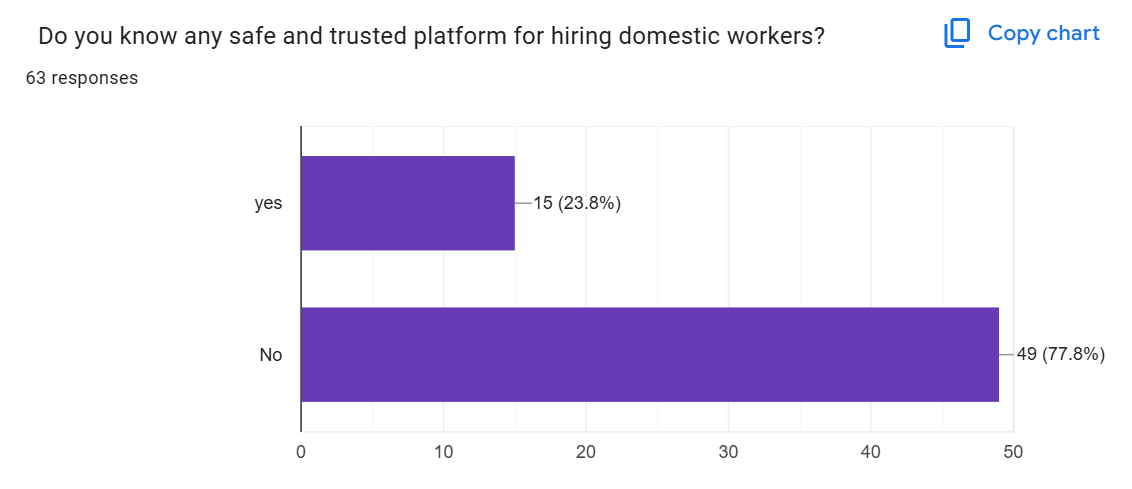 Do you know any safe and trusted platform for hiring domestic workers?
Copy chart
63 responses
yes
15 (23.8%)
No
49 (77.8%)
0 10 20 30 40 50